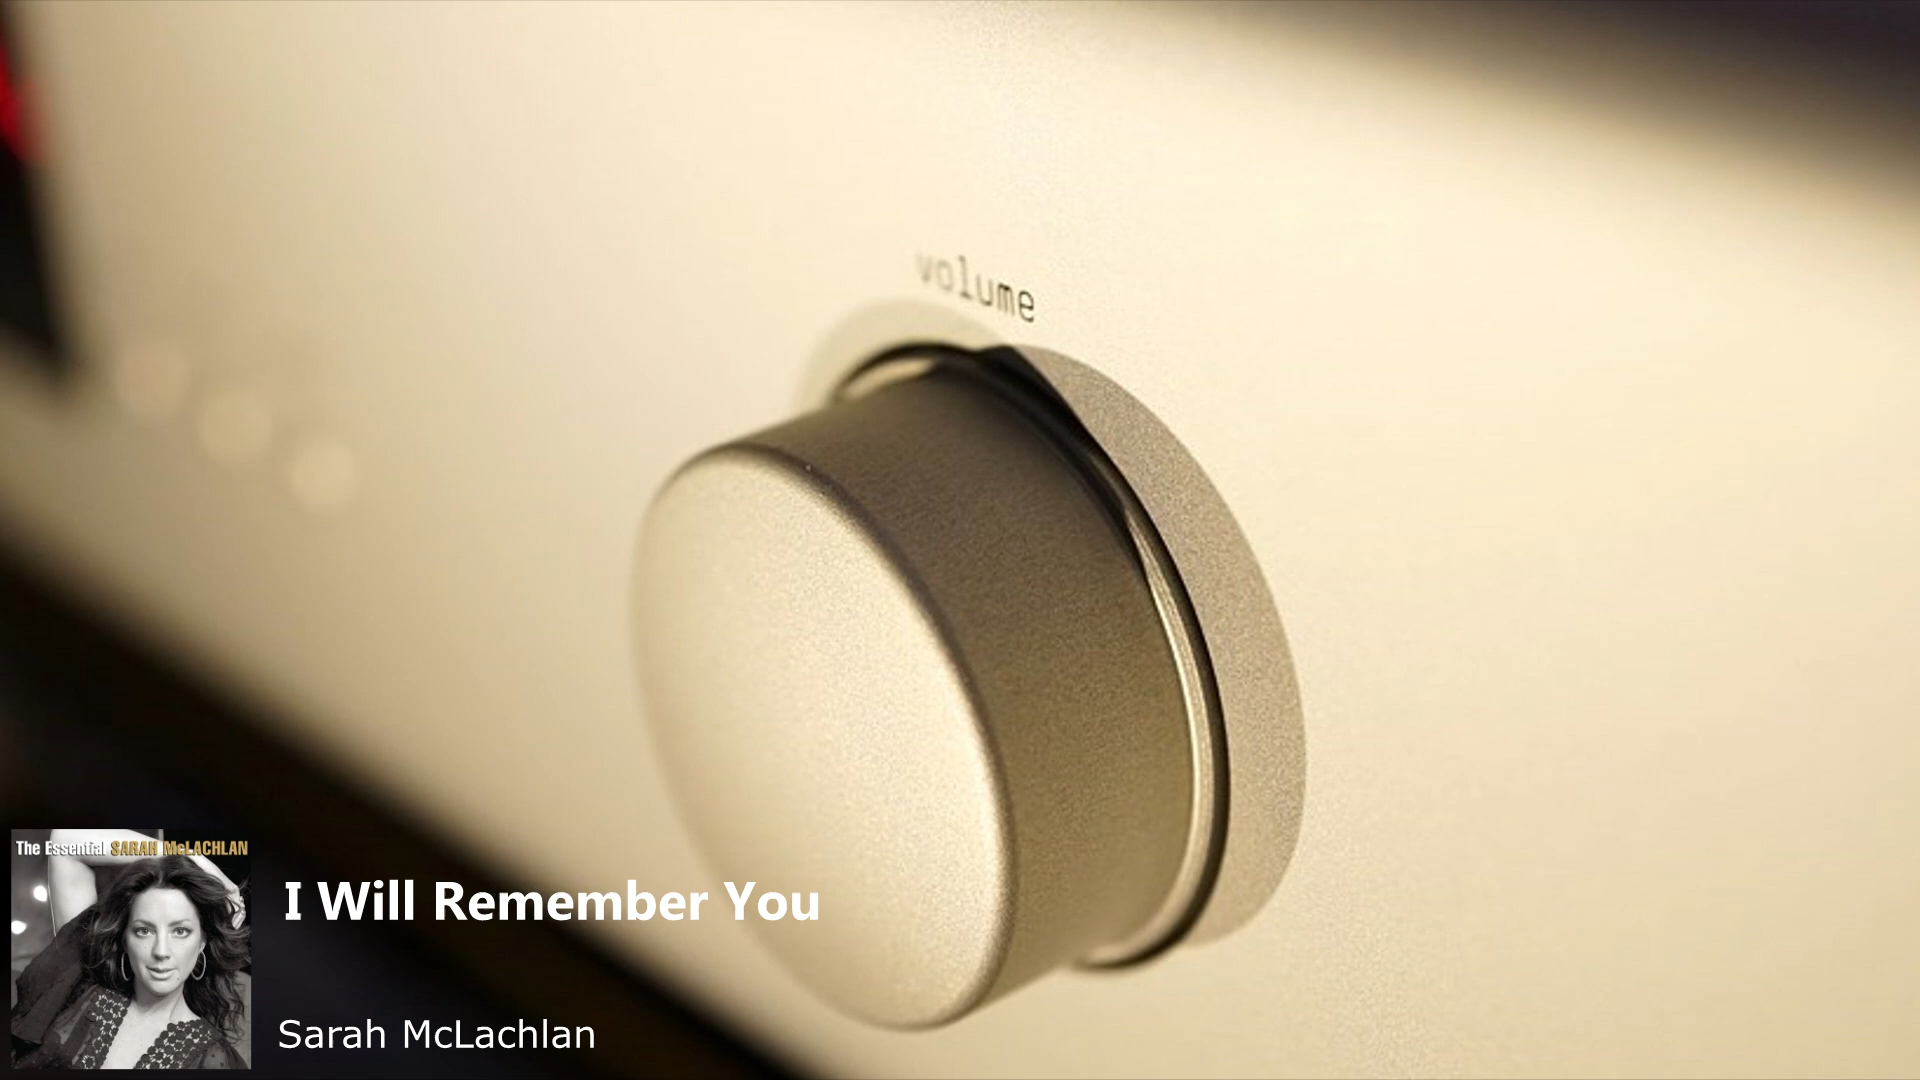 volume
The Essential SARAH McLACHLAN
I Will Remember You
Sarah McLachlan